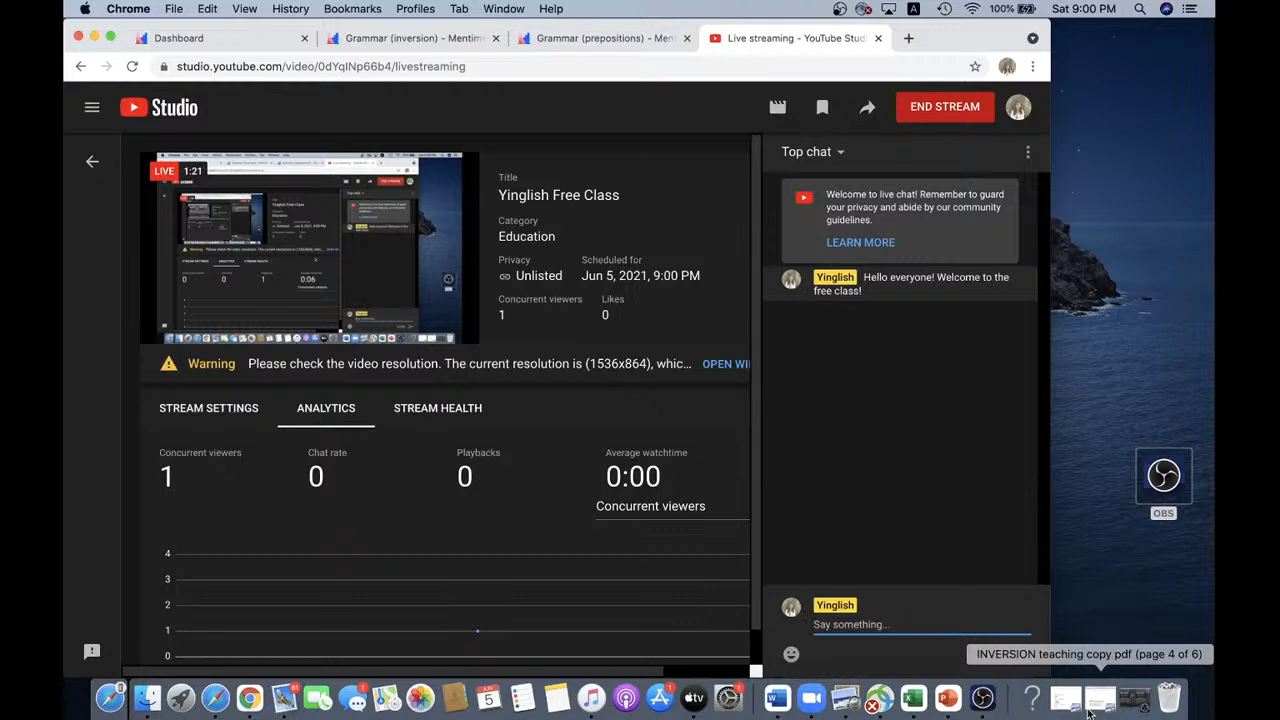 Chrome File Edit View History Bookmarks Profiles Tab Window Help A 100% Sat 9:00 PM
Dashboard Grammar (inversion) - Mentime Grammar (prepositions) - Men Live streaming - YouTube Studi
studio.youtube.com/video/0dYqlNp66b4/livestreaming
Studio END STREAM
LIVE 1:21
Title
Yinglish Free Class
Category
Education
Privacy Scheduled for
Unlisted Jun 5, 2021, 9:00 PM
Concurrent viewers Likes
1 0
Warning Please check the video resolution. The current resolution is (1536x864), whic... OPEN WI
STREAM SETTINGS ANALYTICS STREAM HEALTH
Concurrent viewers Chat rate Playbacks Average watchtime
1 0 0 0:00
Concurrent viewers
4
3
2
1
0
Top chat
Welcome to live chat! Remember to guard
your privacy and abide by our community
guidelines.
LEARN MORE
Yinglish Hello everyone! Welcome to the
free class!
Yinglish
Say something...
OBS
INVERSION teaching copy pdf (page 4 of 6)